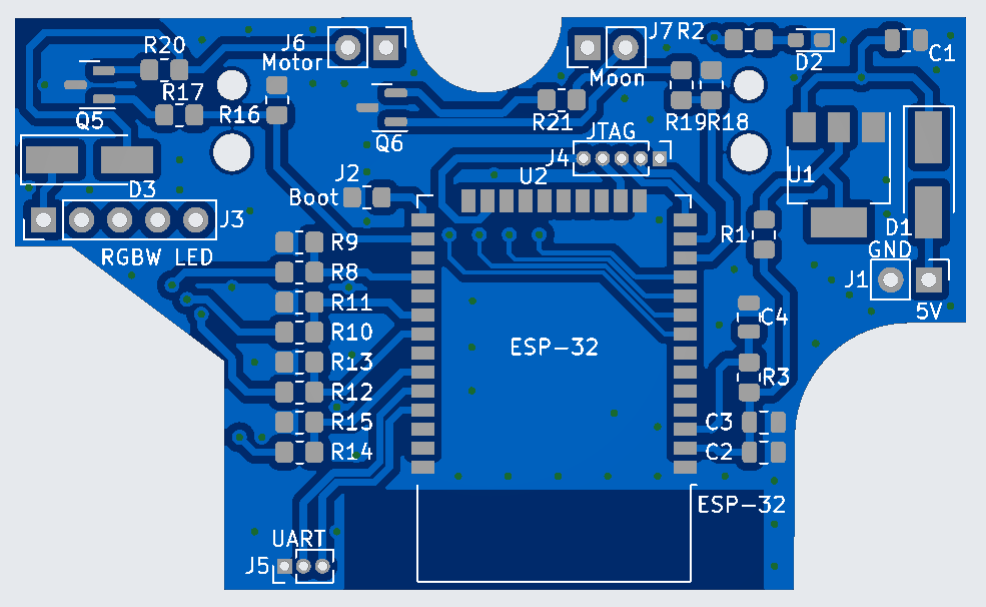 J6
Motor
R20
R17
Q5
R16
J7
Moon
R2
D2
C1
R21
Q6
R19
R18
JTAG
J4
U2
J2
Boot
U1
D3
J3
RGBW LED
D1
R1
GND
J1
5V
R9
R8
R11
R10
R13
R12
R15
R14
ESP-32
C4
R3
C3
C2
ESP-32
UART
J5